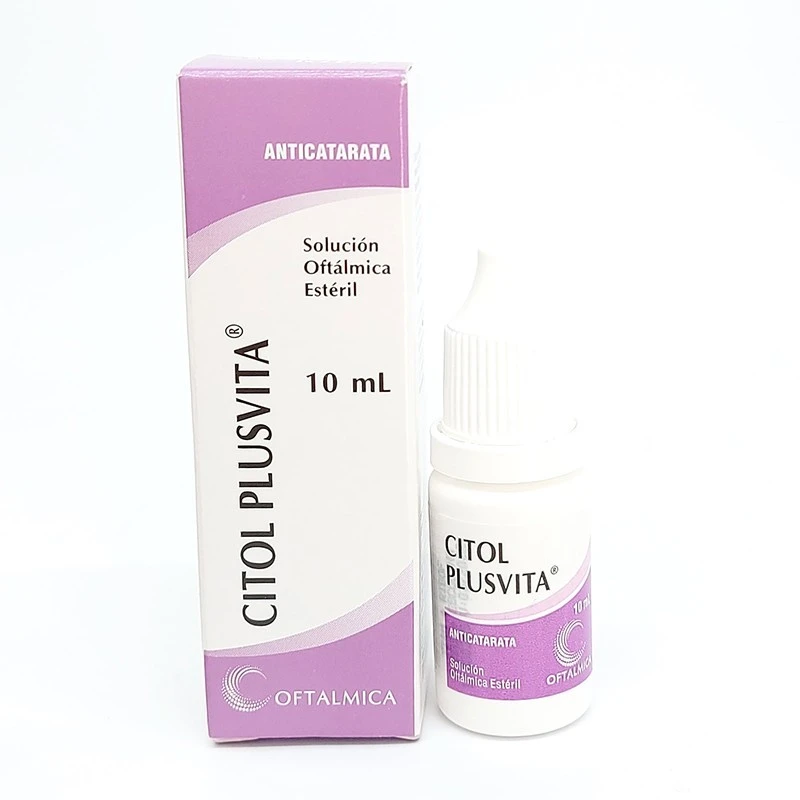 ANTICATARATA
Solución
Oftálmica
Estéril
10 mL
CITOL PLUSVITA®
OFTALMICA
CITOL
PLUSVITA®
10 mL
ANTICATARATA
Solución
Oftálmica Estéril
OFTALMICA